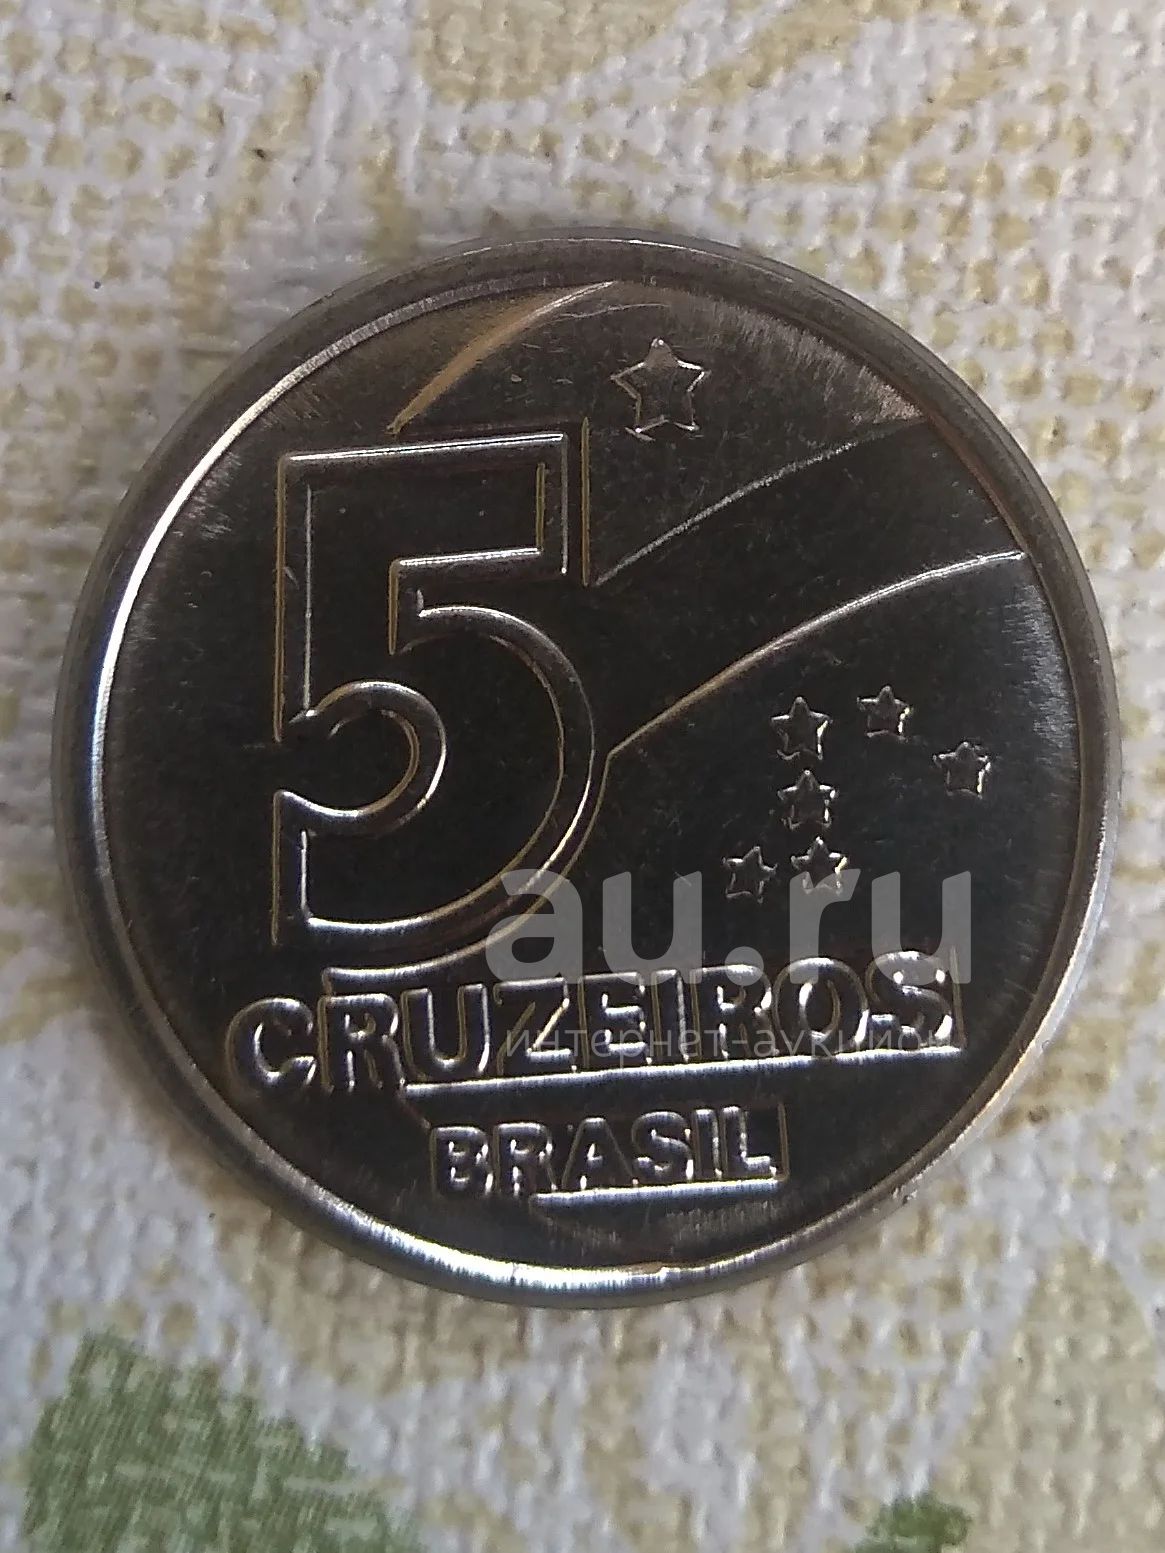 5
CRUZEIROS
BRASIL
au.ru
интернет-аукцион